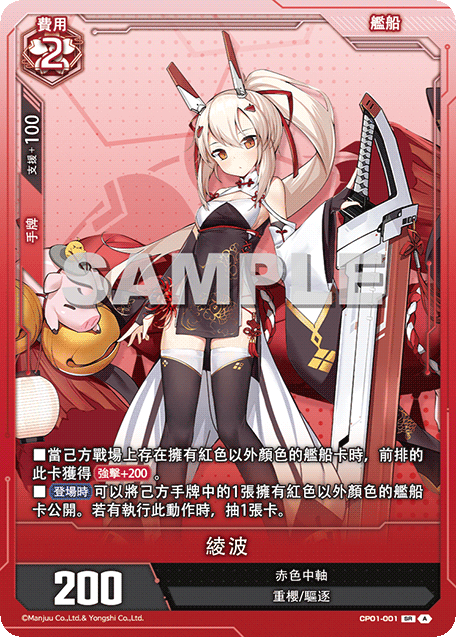 費用
2
艦船
支援+100
手牌
SAMPLE
■當己方戰場上存在擁有紅色以外顏色的艦船卡時，前排的
此卡獲得 強擊+200 。
■ 登場時 可以將己方手牌中的1張擁有紅色以外顏色的艦船
卡公開。若有執行此動作時，抽1張卡。
綾波
200
赤色中軸
重櫻/驅逐
©Manjuu Co.,Ltd.& Yongshi Co.,Ltd.
CP01-001 SR A